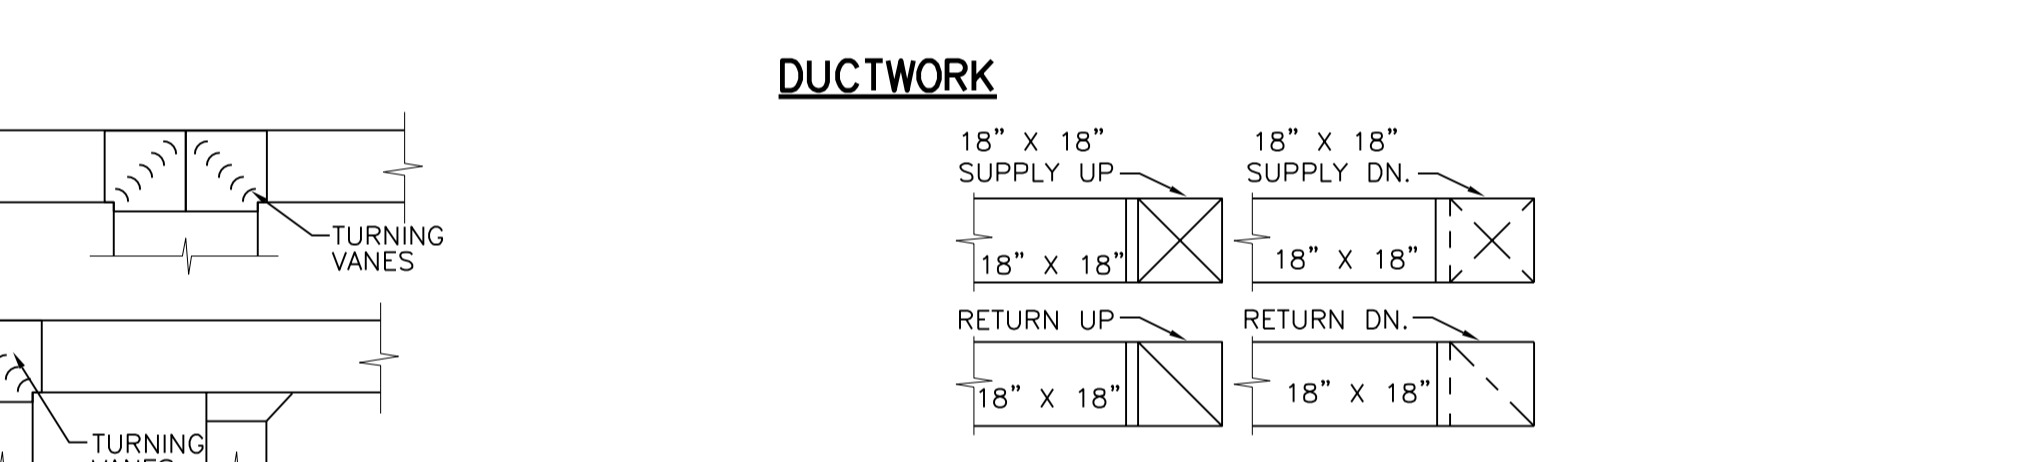 DUCTWORK
18” X 18”
SUPPLY UP
18” X 18”
SUPPLY DN.
TURNING
VANES
18” X 18”
18” X 18”
RETURN UP
RETURN DN.
18” X 18”
18” X 18”
TURNING